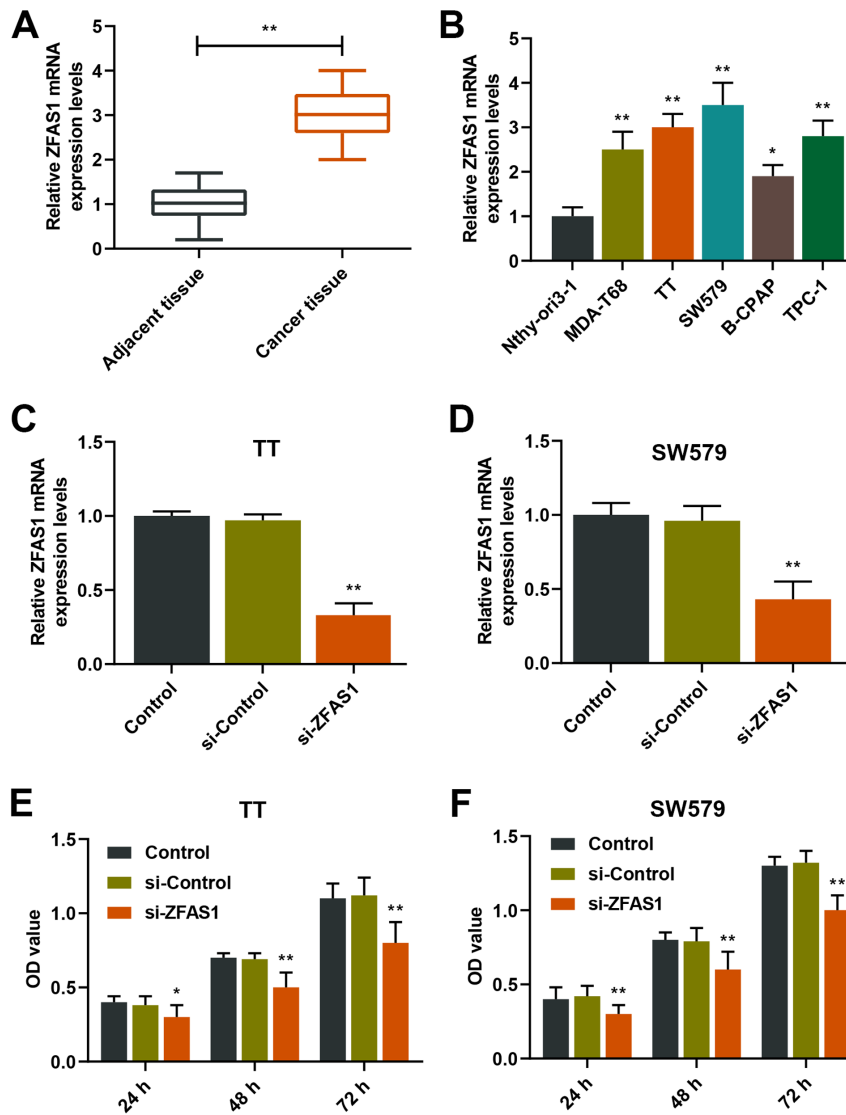 A
Relative ZFAS1 mRNA
expression levels
5
4
3
2
1
0
**
Adjacent tissue
Cancer tissue
B
Relative ZFAS1 mRNA
expression levels
5
4
3
2
1
0
**
**
**
*
**
Nthy-ori3-1
MDA-T68
TT
SW579
B-CPAP
TPC-1
C
TT
Relative ZFAS1 mRNA
expression levels
1.5
1.0
0.5
0.0
**
Control
si-Control
si-ZFAS1
D
SW579
Relative ZFAS1 mRNA
expression levels
1.5
1.0
0.5
0.0
**
Control
si-Control
si-ZFAS1
E
TT
OD value
1.5
1.0
0.5
0.0
Control
si-Control
si-ZFAS1
*
**
**
24 h
48 h
72 h
F
SW579
OD value
1.5
1.0
0.5
0.0
Control
si-Control
si-ZFAS1
**
**
**
24 h
48 h
72 h